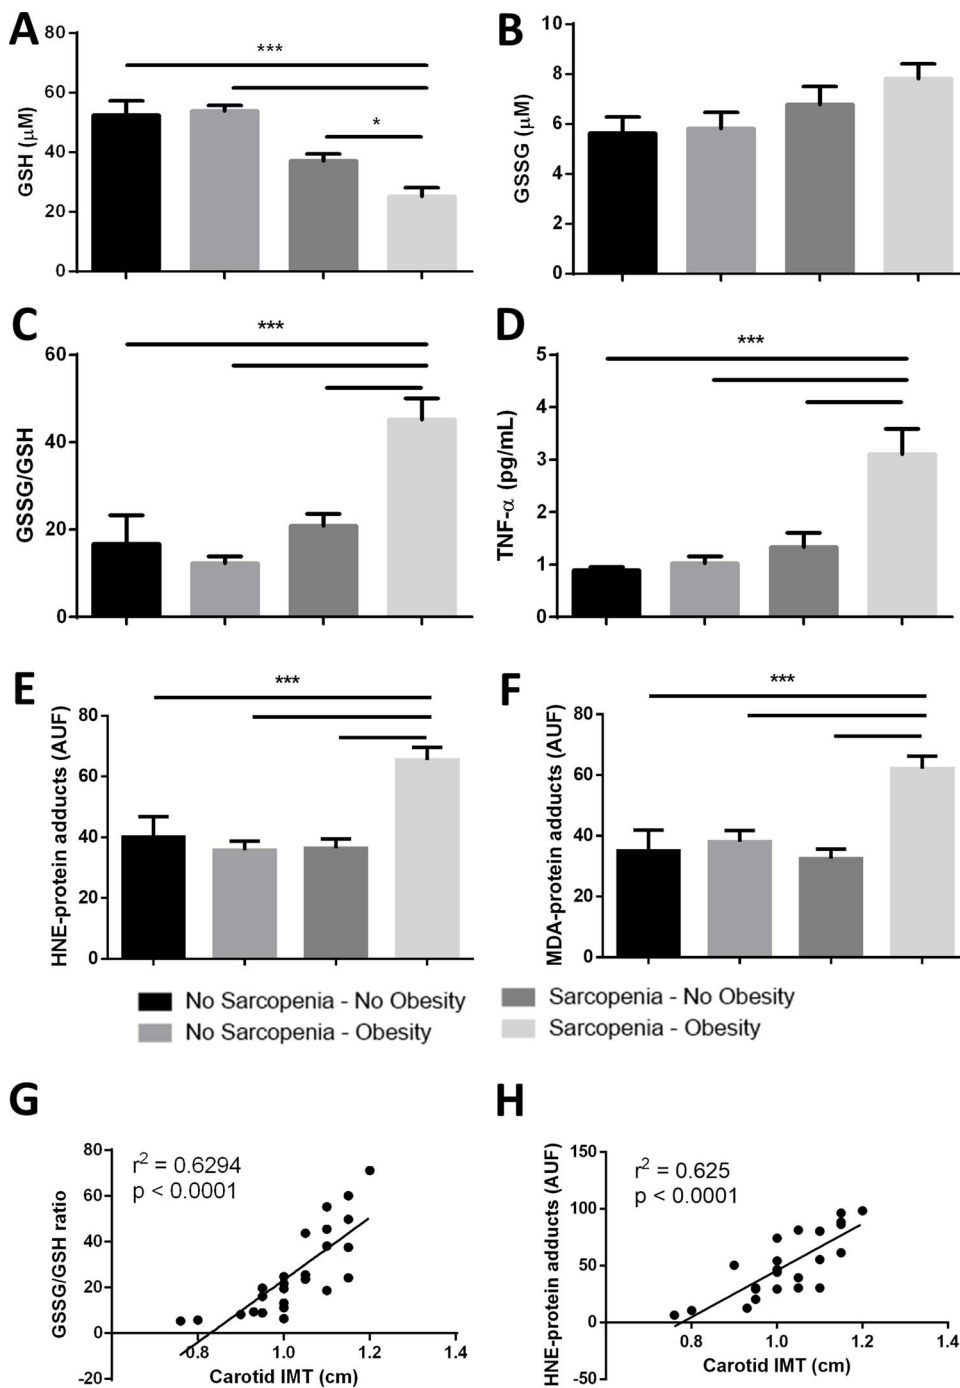 A
GSH (μM)
80
60
40
20
0
***
*
B
GSSG (μM)
10
8
6
4
2
0
C
GSSG/GSH
60
40
20
0
***
D
TNF-α (pg/mL)
5
4
3
2
1
0
***
E
HNE-protein adducts (AUF)
80
60
40
20
0
***
F
MDA-protein adducts (AUF)
80
60
40
20
0
***
No Sarcopenia - No Obesity
No Sarcopenia - Obesity
Sarcopenia - No Obesity
Sarcopenia - Obesity
G
GSSG/GSH ratio
80
60
40
20
0
-20
r² = 0.6294
p < 0.0001
0.8 1.0 1.2 1.4
Carotid IMT (cm)
H
HNE-protein adducts (AUF)
150
100
50
0
-50
r² = 0.625
p < 0.0001
0.8 1.0 1.2 1.4
Carotid IMT (cm)